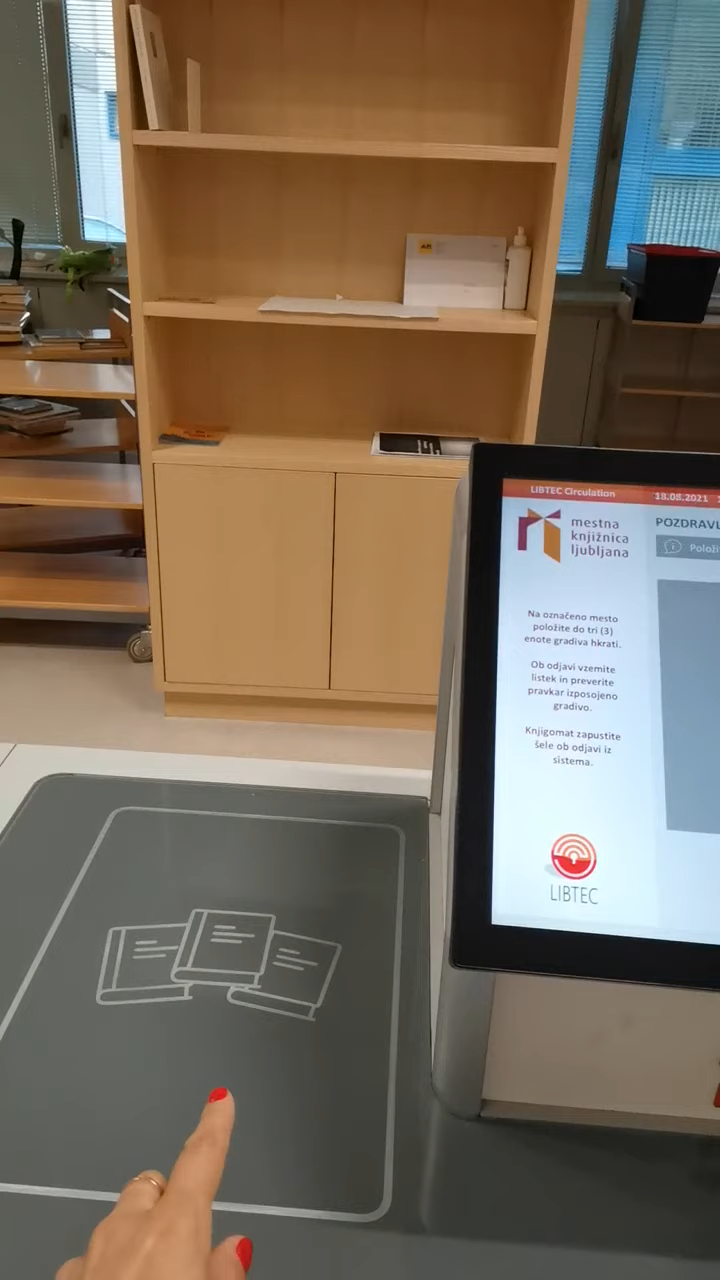 LIBTEC Circulation 18.08.2021
mestna
knjižnica
ljubljana
POZDRAVL
Položi
Na označeno mesto
položite do tri (3)
enote gradiva hkrati.
Ob odjavi vzemite
listek in preverite
pravkar izposojeno
gradivo.
Knjigomat zapustite
šele ob odjavi iz
sistema.
LIBTEC